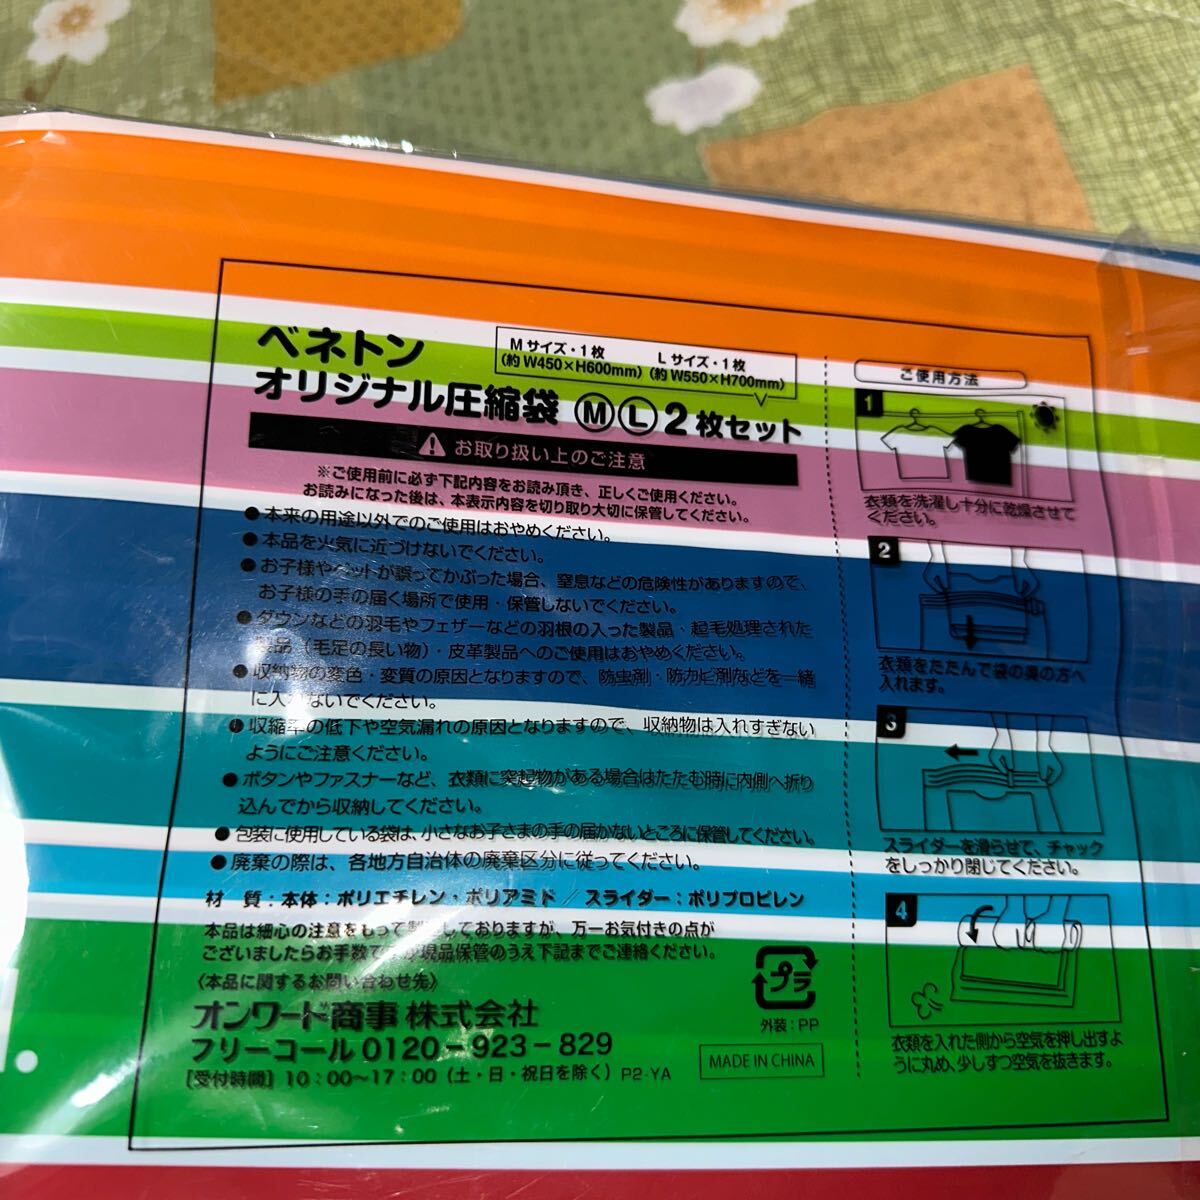 ベネトン
オリジナル圧縮袋 ⓂⓁ2枚セット
Mサイズ・1枚
(約W450×H600mm)
Lサイズ・1枚
(約W550×H700mm)
⚠お取り扱い上のご注意
※ご使用前に必ず下記内容をお読み頂き、正しくご使用ください。
お読みになった後は、本表示内容を切り取り大切に保管してください。
●本来の用途以外でのご使用はおやめください。
●本品を火気に近づけないでください。
●お子様やペットが誤ってかぶった場合、窒息などの危険性がありますので、
お子様の手の届く場所で使用・保管しないでください。
●ダウンなどの羽毛やフェザーなどの羽根の入った製品・起毛処理された
製品(毛足の長い物)・皮革製品へのご使用はおやめください。
●収納物の変色・変質の原因となりますので、防虫剤・防カビ剤などを一緒
に入れないでください。
●収縮率の低下や空気漏れの原因となりますので、収納物は入れすぎない
ようにご注意ください。
●ボタンやファスナーなど、衣類に突起物がある場合はたたむ時に内側へ折り
込んでから収納してください。
●包装に使用している袋は、小さなお子さまの手の届かないところに保管してください。
●廃棄の際は、各地方自治体の廃棄区分に従ってください。
材 質:本体:ポリエチレン・ポリアミド/スライダー:ポリプロピレン
本品は細心の注意をもって製造しておりますが、万一お気付きの点が
ございましたらお手数ですが現品保管のうえ下記までご連絡ください。
〈本品に関するお問い合わせ先〉
オンワード商事株式会社
フリーコール0120-923-829
[受付時間]10:00~17:00(土・日・祝日を除く) P2-YA
プラ
外装:PP
MADE IN CHINA
ご使用方法
1
衣類を洗濯し十分に乾燥させて
ください。
2
衣類をたたんで袋の奥の方へ
入れます。
3
スライダーを滑らせて、チャック
をしっかり閉じてください。
4
衣類を入れた側から空気を押し出すよ
うに丸め、少しずつ空気を抜きます。